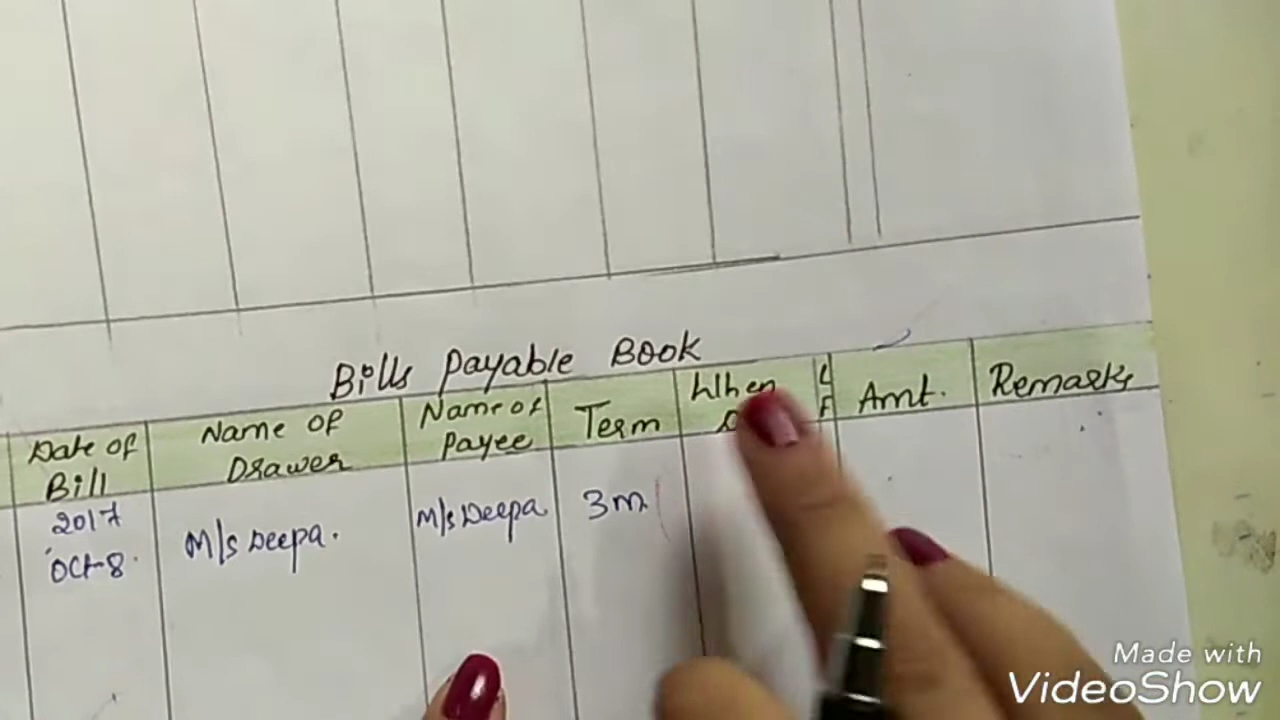 Bills Payable Book
Date of Bill
Name of Drawer
Name of Payee
Term
When
L F
Amt.
Remarks
2017
Oct-8.
M/s Deepa.
M/s Deepa
3m
Made with
VideoShow